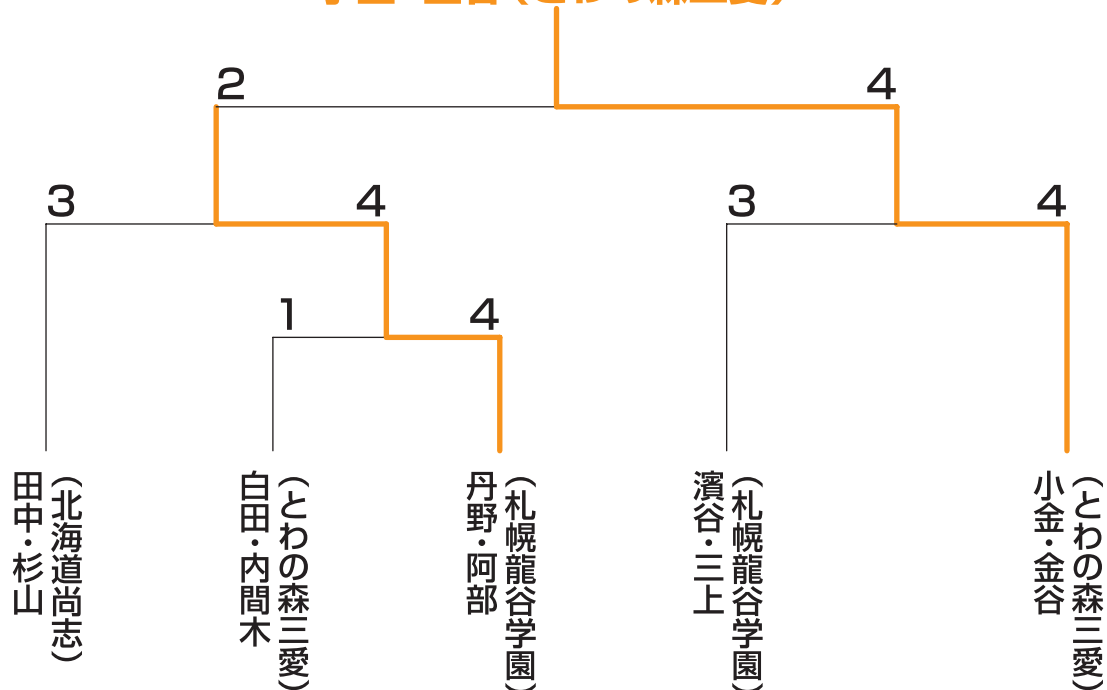 2
4
3
4
3
4
1
4
（とわの森三愛）
小金・金谷
（札幌龍谷学園）
濱谷・三上
（札幌龍谷学園）
丹野・阿部
（とわの森三愛）
白田・内間木
（北海道尚志）
田中・杉山